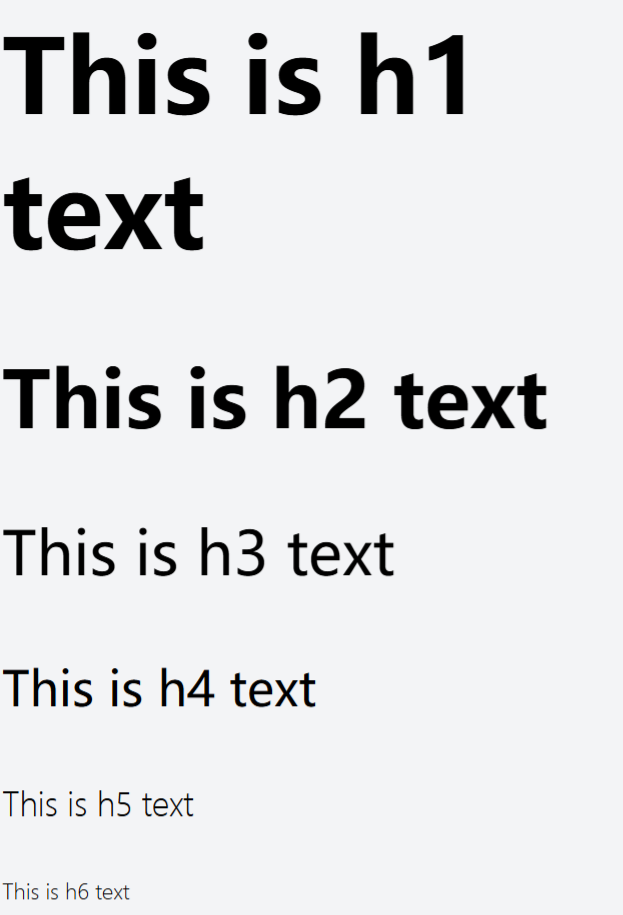 This is h1
text
This is h2 text
This is h3 text
This is h4 text
This is h5 text
This is h6 text